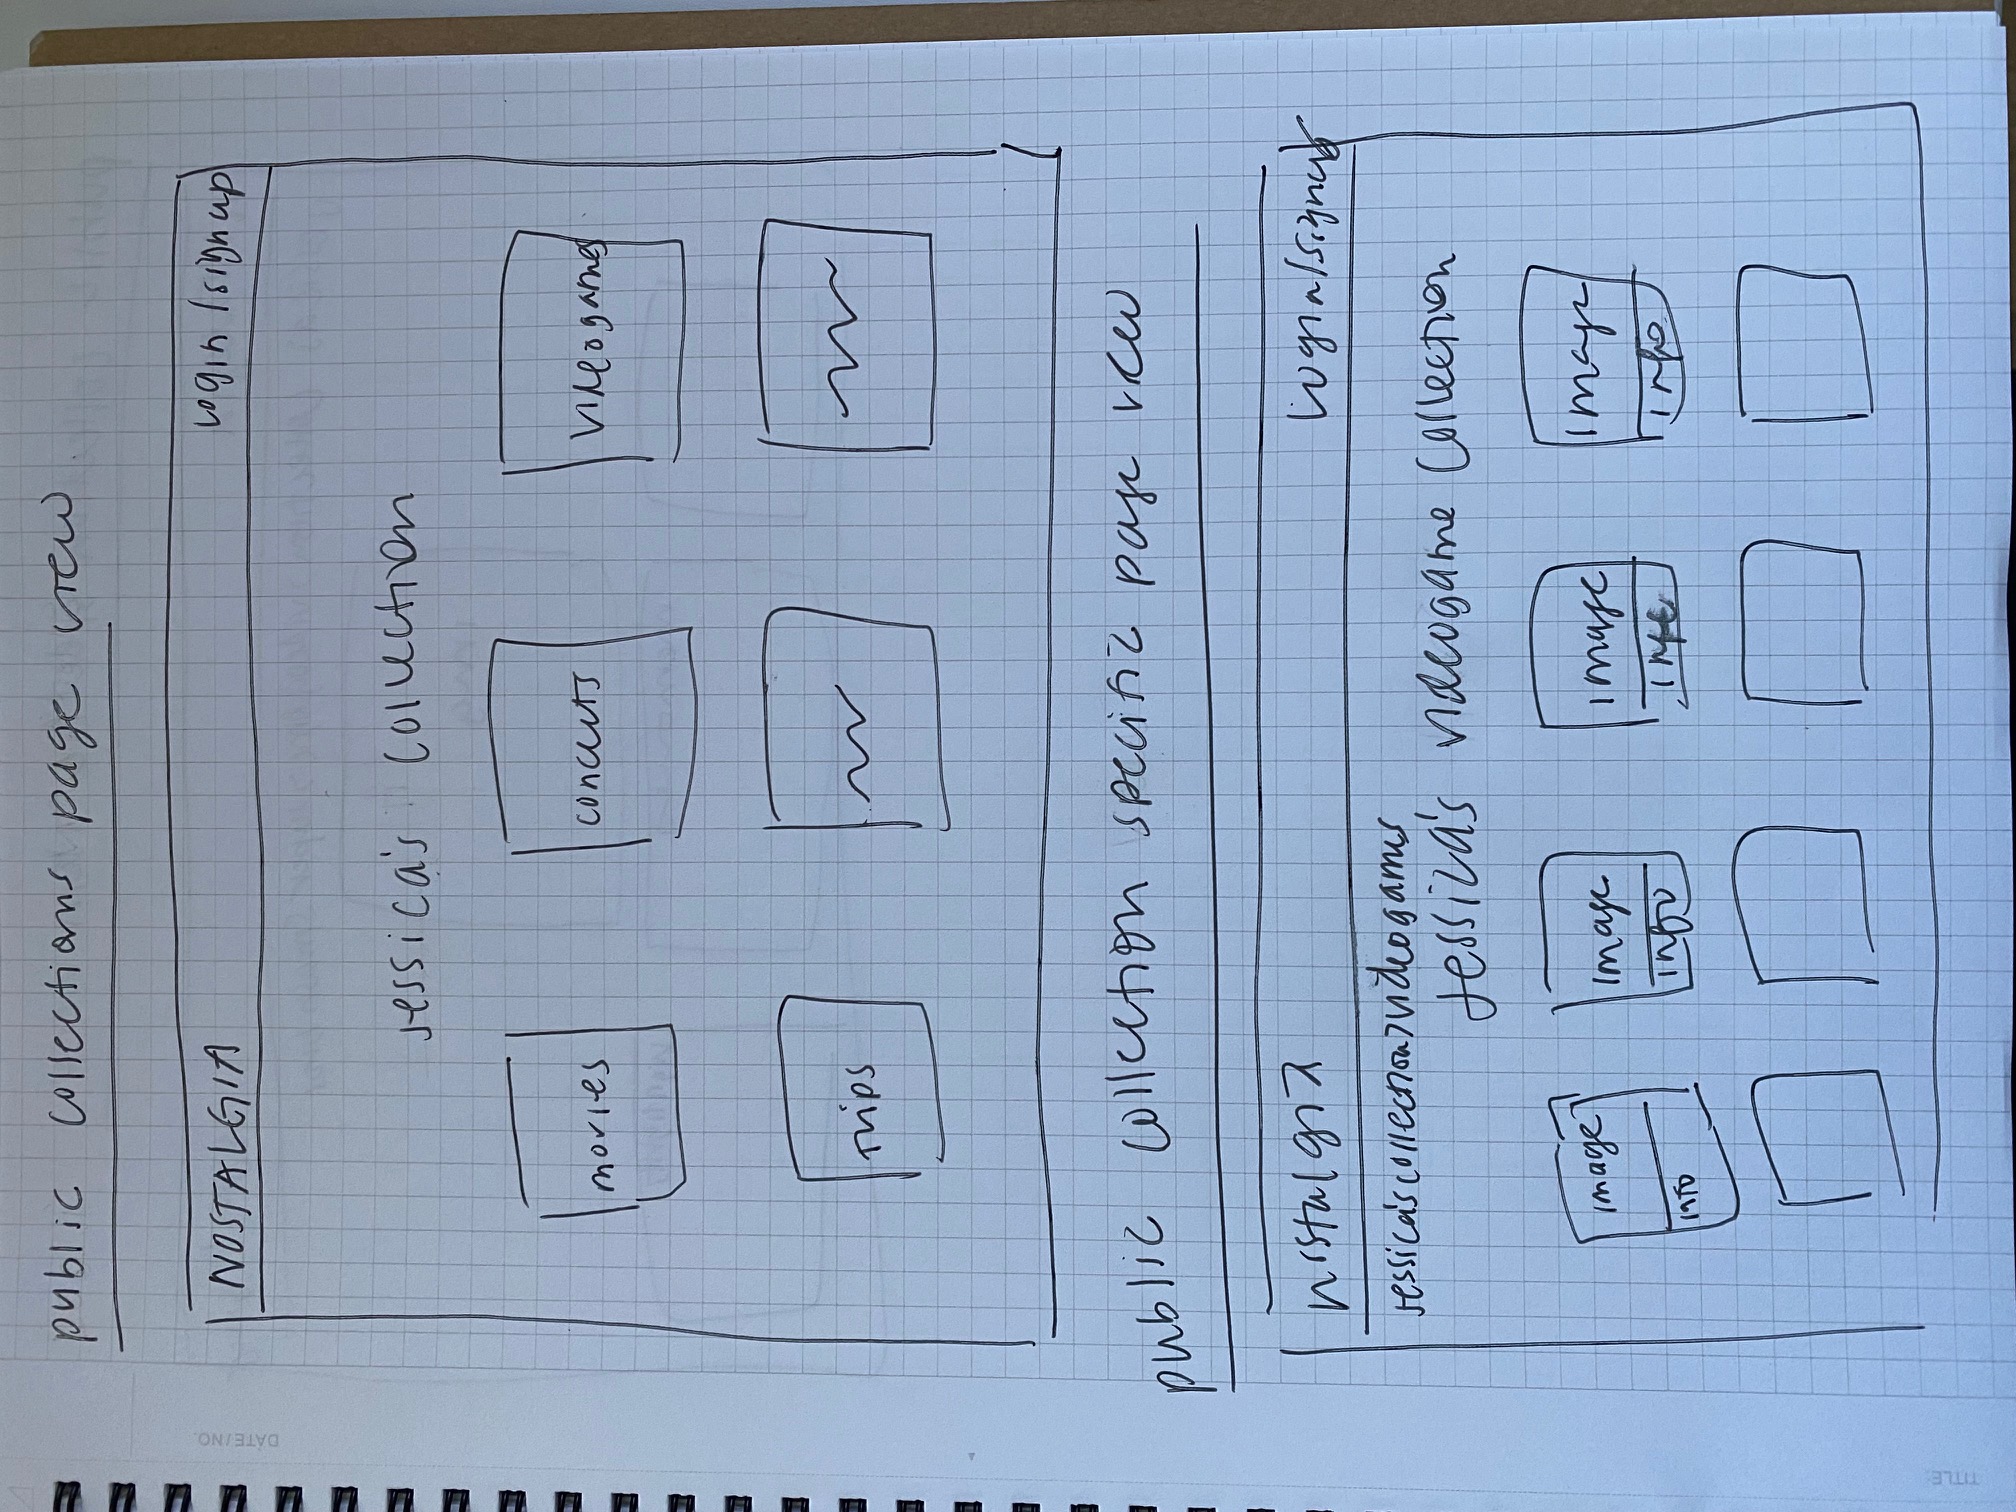 public collections page view
DATE/NO.
NOSTALGIA
Login/signup
Jessica's collection
movies
concerts
videogames
Trips
public collection specific page view
nostalgia
Login/signup
Jessica's collection > videogames
Jessica's videogame collection
image
image
image
image
info
info
info
info
TITLE